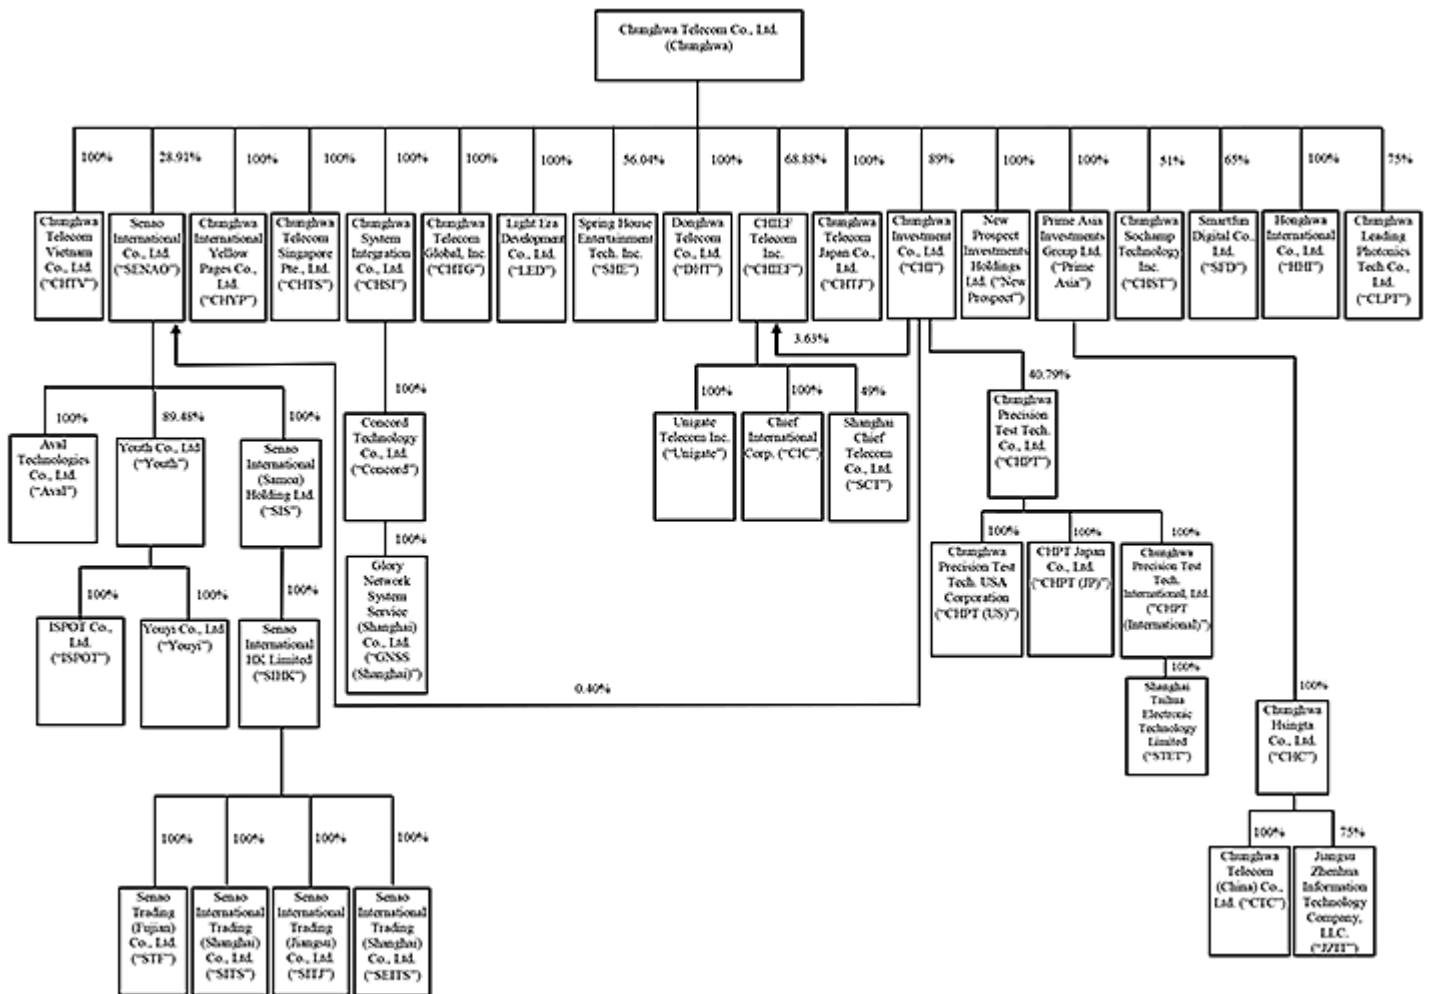 Chunghwa Telecom Co., Ltd.
(Chunghwa)
100%
28.91%
100%
100%
100%
100%
100%
56.04%
100%
68.88%
100%
89%
100%
100%
51%
65%
100%
75%
Chunghwa
Telecom
Vietnam
Co., Ltd.
("CHTV")
Senao
International
Co., Ltd.
("SENAO")
Chunghwa
International
Yellow
Pages Co.,
Ltd.
("CHYP")
Chunghwa
Telecom
Singapore
Pte., Ltd.
("CHTS")
Chunghwa
System
Integration
Co., Ltd.
("CHSI")
Chunghwa
Telecom
Global, Inc.
("CHTG")
Light Era
Development
Co., Ltd.
("LED")
Spring House
Entertainment
Tech. Inc.
("SHE")
Donghwa
Telecom
Co., Ltd.
("DHT")
CHIEF
Telecom
Inc.
("CHIEF")
Chunghwa
Telecom
Japan Co.,
Ltd.
("CHTJ")
Chunghwa
Investment
Co., Ltd.
("CHI")
New
Prospect
Investments
Holdings
Ltd. ("New
Prospect")
Prime Asia
Investments
Group Ltd.
("Prime
Asia")
Chunghwa
Sochamp
Technology
Inc.
("CHST")
Smartfun
Digital Co.,
Ltd.
("SFD")
Honghwa
International
Co., Ltd.
("HHI")
Chunghwa
Leading
Photonics
Tech Co.,
Ltd.
("CLPT")
3.63%
100%
89.48%
100%
100%
100%
100%
49%
40.79%
Aval
Technologies
Co., Ltd.
("Aval")
Youth Co., Ltd
("Youth")
Senao
International
(Samoa)
Holding Ltd.
("SIS")
Concord
Technology
Co., Ltd.
("Concord")
Unigate
Telecom Inc.
("Unigate")
Chief
International
Corp. ("CIC")
Shanghai
Chief
Telecom
Co., Ltd.
("SCT")
Chunghwa
Precision
Test Tech.
Co., Ltd.
("CHPT")
100%
100%
100%
100%
100%
100%
100%
ISPOT Co.,
Ltd.
("ISPOT")
Youyi Co., Ltd
("Youyi")
Senao
International
HK Limited
("SIHK")
Glory
Network
System
Service
(Shanghai)
Co., Ltd.
("GNSS
(Shanghai)")
Chunghwa
Precision Test
Tech. USA
Corporation
("CHPT (US)")
CHPT Japan
Co., Ltd.
("CHPT (JP)")
Chunghwa
Precision Test
Tech.
International, Ltd.
("CHPT
(International)")
0.40%
100%
100%
Shanghai
Taihua
Electronic
Technology
Limited
("STET")
Chunghwa
Hsingta
Co., Ltd.
("CHC")
100%
100%
100%
100%
100%
75%
Senao
Trading
(Fujian)
Co., Ltd.
("STF")
Senao
International
Trading
(Shanghai)
Co., Ltd.
("SITS")
Senao
International
Trading
(Jiangsu)
Co., Ltd.
("SITJ")
Senao
International
Trading
(Shanghai)
Co., Ltd.
("SEITS")
Chunghwa
Telecom
(China) Co.,
Ltd. ("CTC")
Jiangsu
Zhenhua
Information
Technology
Company,
LLC.
("JZIT")